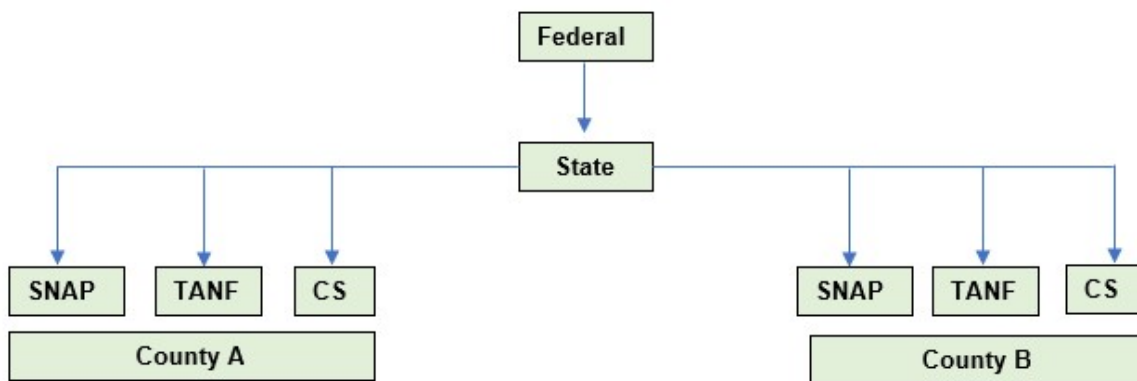 Federal
State
SNAP TANF CS SNAP TANF CS
County A County B